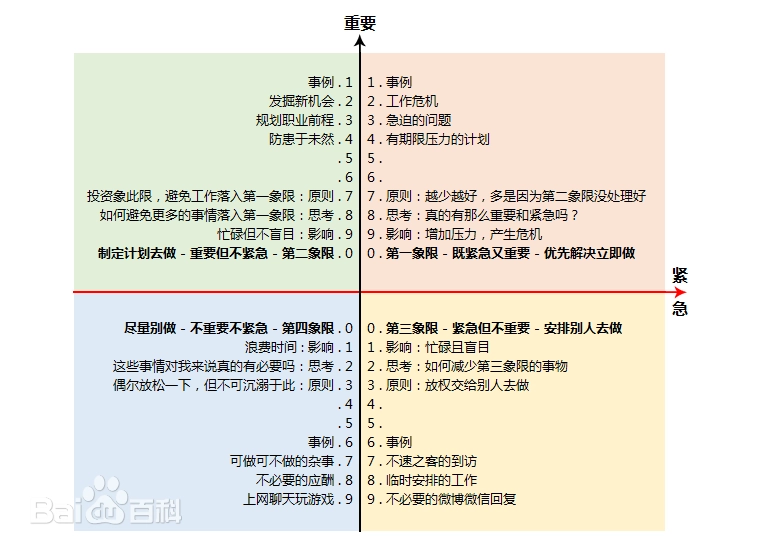 重要
事例 . 1
发掘新机会 . 2
规划职业前程 . 3
防患于未然 . 4
. 5
. 6
投资象此限，避免工作落入第一象限：原则 . 7
如何避免更多的事情落入第一象限：思考 . 8
忙碌但不盲目：影响 . 9
制定计划去做 - 重要但不紧急 - 第二象限 . 0
1 . 事例
2 . 工作危机
3 . 急迫的问题
4 . 有期限压力的计划
5 .
6 .
7 . 原则：越少越好，多是因为第二象限没处理好
8 . 思考：真的有那么重要和紧急吗？
9 . 影响：增加压力，产生危机
0 . 第一象限 - 既紧急又重要 - 优先解决立即做
紧
急
尽量别做 - 不重要不紧急 - 第四象限 . 0
浪费时间：影响 . 1
这些事情对我来说真的有必要吗：思考 . 2
偶尔放松一下，但不可沉溺于此：原则 . 3
. 4
. 5
事例 . 6
可做可不做的杂事 . 7
不必要的应酬 . 8
上网聊天玩游戏 . 9
0 . 第三象限 - 紧急但不重要 - 安排别人去做
1 . 影响：忙碌且盲目
2 . 思考：如何减少第三象限的事物
3 . 原则：放权交给别人去做
4 .
5 .
6 . 事例
7 . 不速之客的到访
8 . 临时安排的工作
9 . 不必要的微博微信回复
Bai du 百科